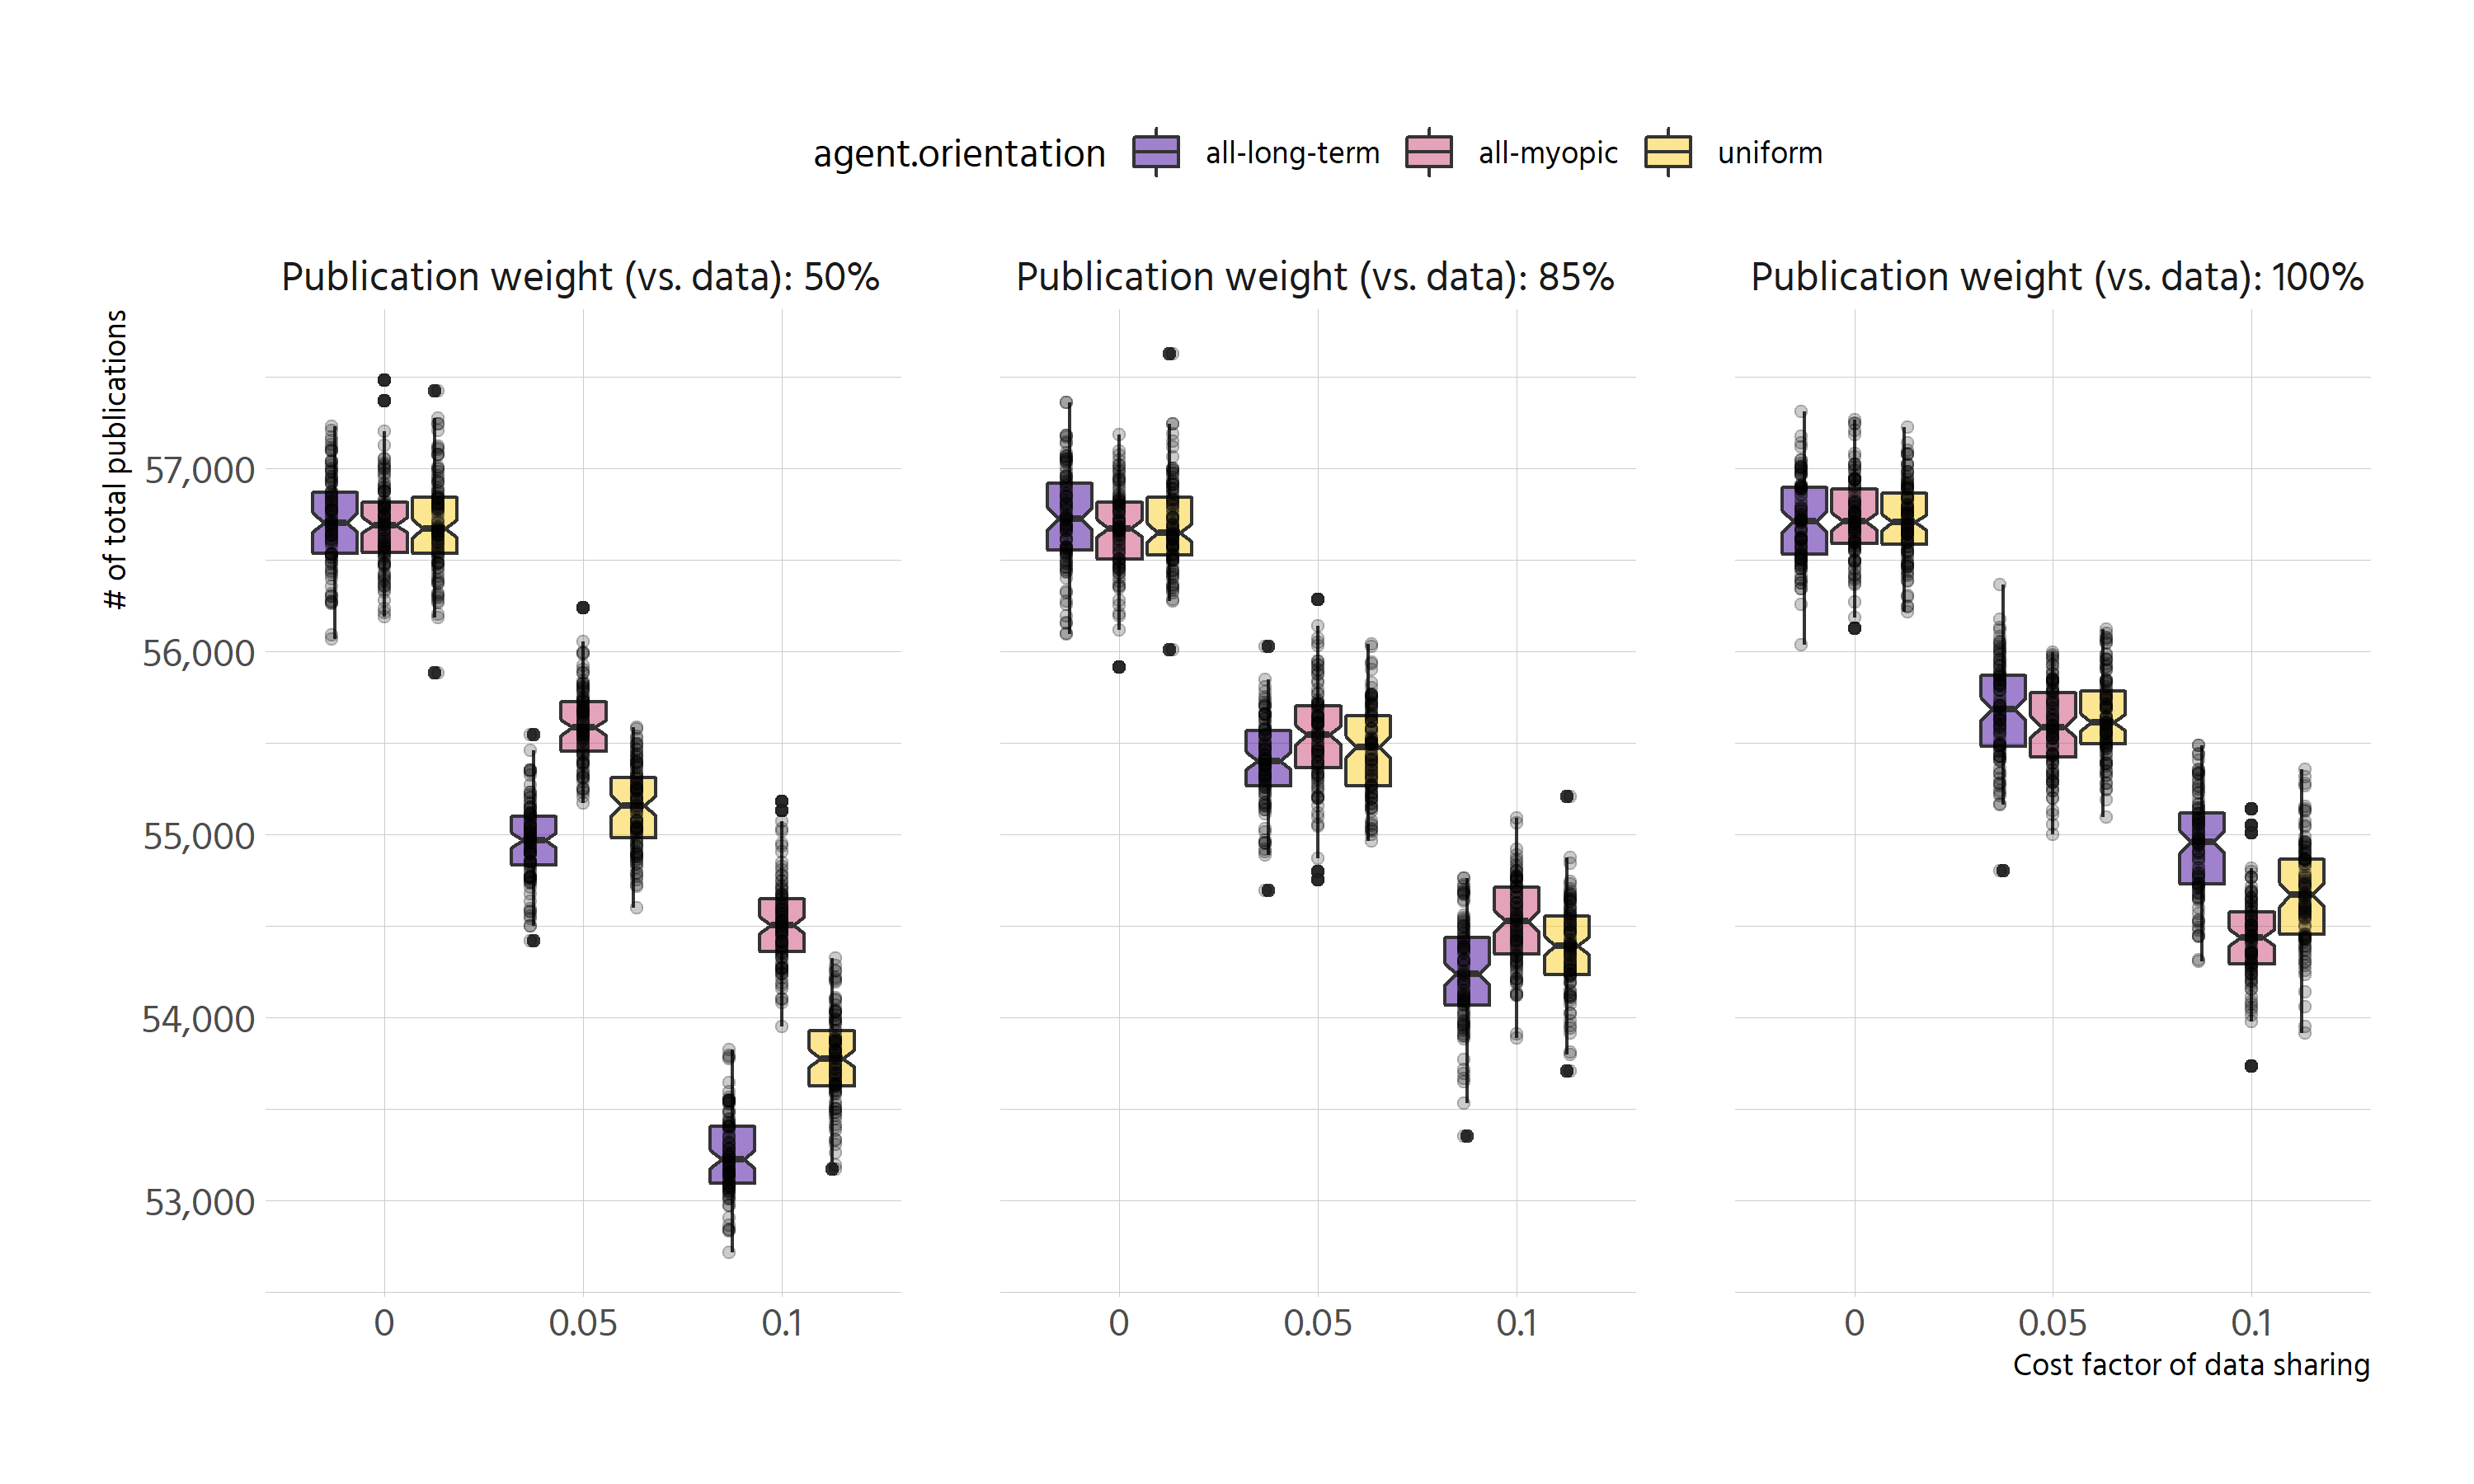 agent.orientation all-long-term all-myopic uniform
Publication weight (vs. data): 50% Publication weight (vs. data): 85% Publication weight (vs. data): 100%
# of total publications
57,000
56,000
55,000
54,000
53,000
0 0.05 0.1 0 0.05 0.1 0 0.05 0.1
Cost factor of data sharing